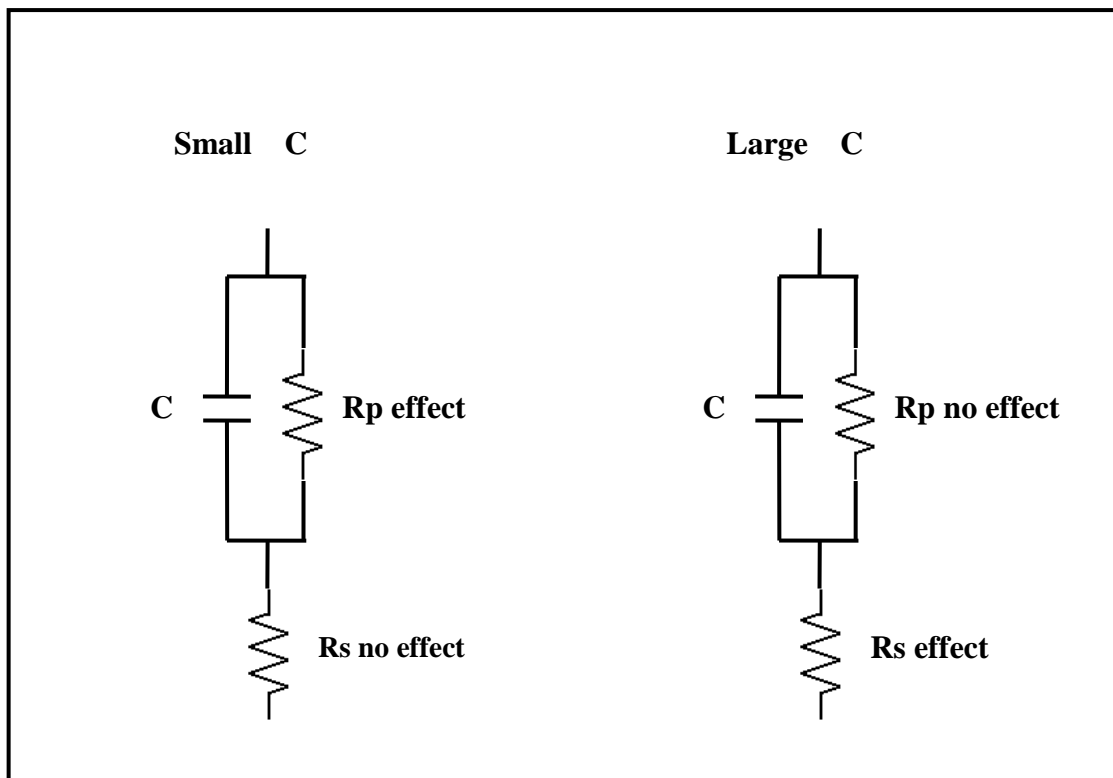 Small C
Large C
C
Rp effect
C
Rp no effect
Rs no effect
Rs effect